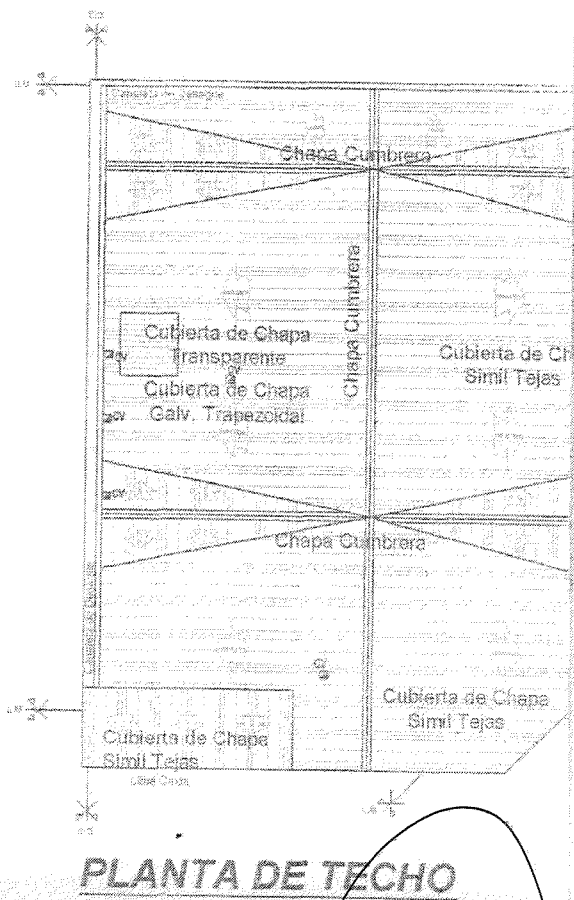 Chapa Cumbrera
Chapa Cumbrera
Cubierta de Chapa
Transparente
Cubierta de Chapa
Galv. Trapezoidal
Cubierta de Ch
Simil Tejas
Chapa Cumbrera
Cubierta de Chapa
Simil Tejas
Cubierta de Chapa
Simil Tejas
Libre
PLANTA DE TECHO